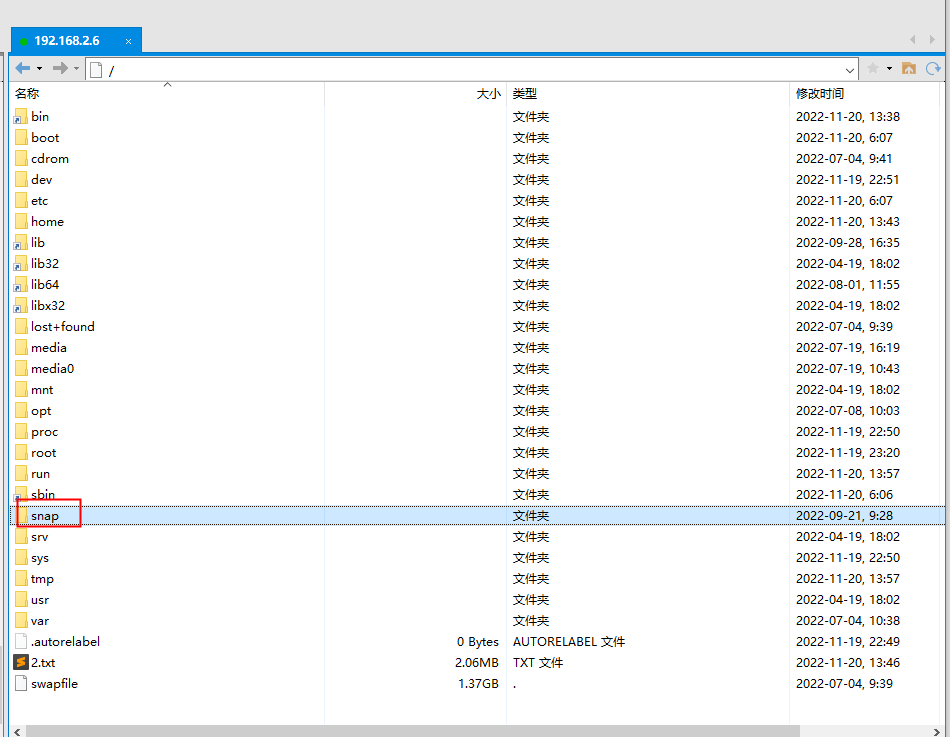 192.168.2.6 ×
/
名称 大小 类型 修改时间
bin 文件夹 2022-11-20, 13:38
boot 文件夹 2022-11-20, 6:07
cdrom 文件夹 2022-07-04, 9:41
dev 文件夹 2022-11-19, 22:51
etc 文件夹 2022-11-20, 6:07
home 文件夹 2022-11-20, 13:43
lib 文件夹 2022-09-28, 16:35
lib32 文件夹 2022-04-19, 18:02
lib64 文件夹 2022-08-01, 11:55
libx32 文件夹 2022-04-19, 18:02
lost+found 文件夹 2022-07-04, 9:39
media 文件夹 2022-07-19, 16:19
media0 文件夹 2022-07-19, 10:43
mnt 文件夹 2022-04-19, 18:02
opt 文件夹 2022-07-08, 10:03
proc 文件夹 2022-11-19, 22:50
root 文件夹 2022-11-19, 23:20
run 文件夹 2022-11-20, 13:57
sbin 文件夹 2022-11-20, 6:06
snap 文件夹 2022-09-21, 9:28
srv 文件夹 2022-04-19, 18:02
sys 文件夹 2022-11-19, 22:50
tmp 文件夹 2022-11-20, 13:57
usr 文件夹 2022-04-19, 18:02
var 文件夹 2022-07-04, 10:38
.autorelabel 0 Bytes AUTORELABEL 文件 2022-11-19, 22:49
2.txt 2.06MB TXT 文件 2022-11-20, 13:46
swapfile 1.37GB . 2022-07-04, 9:39